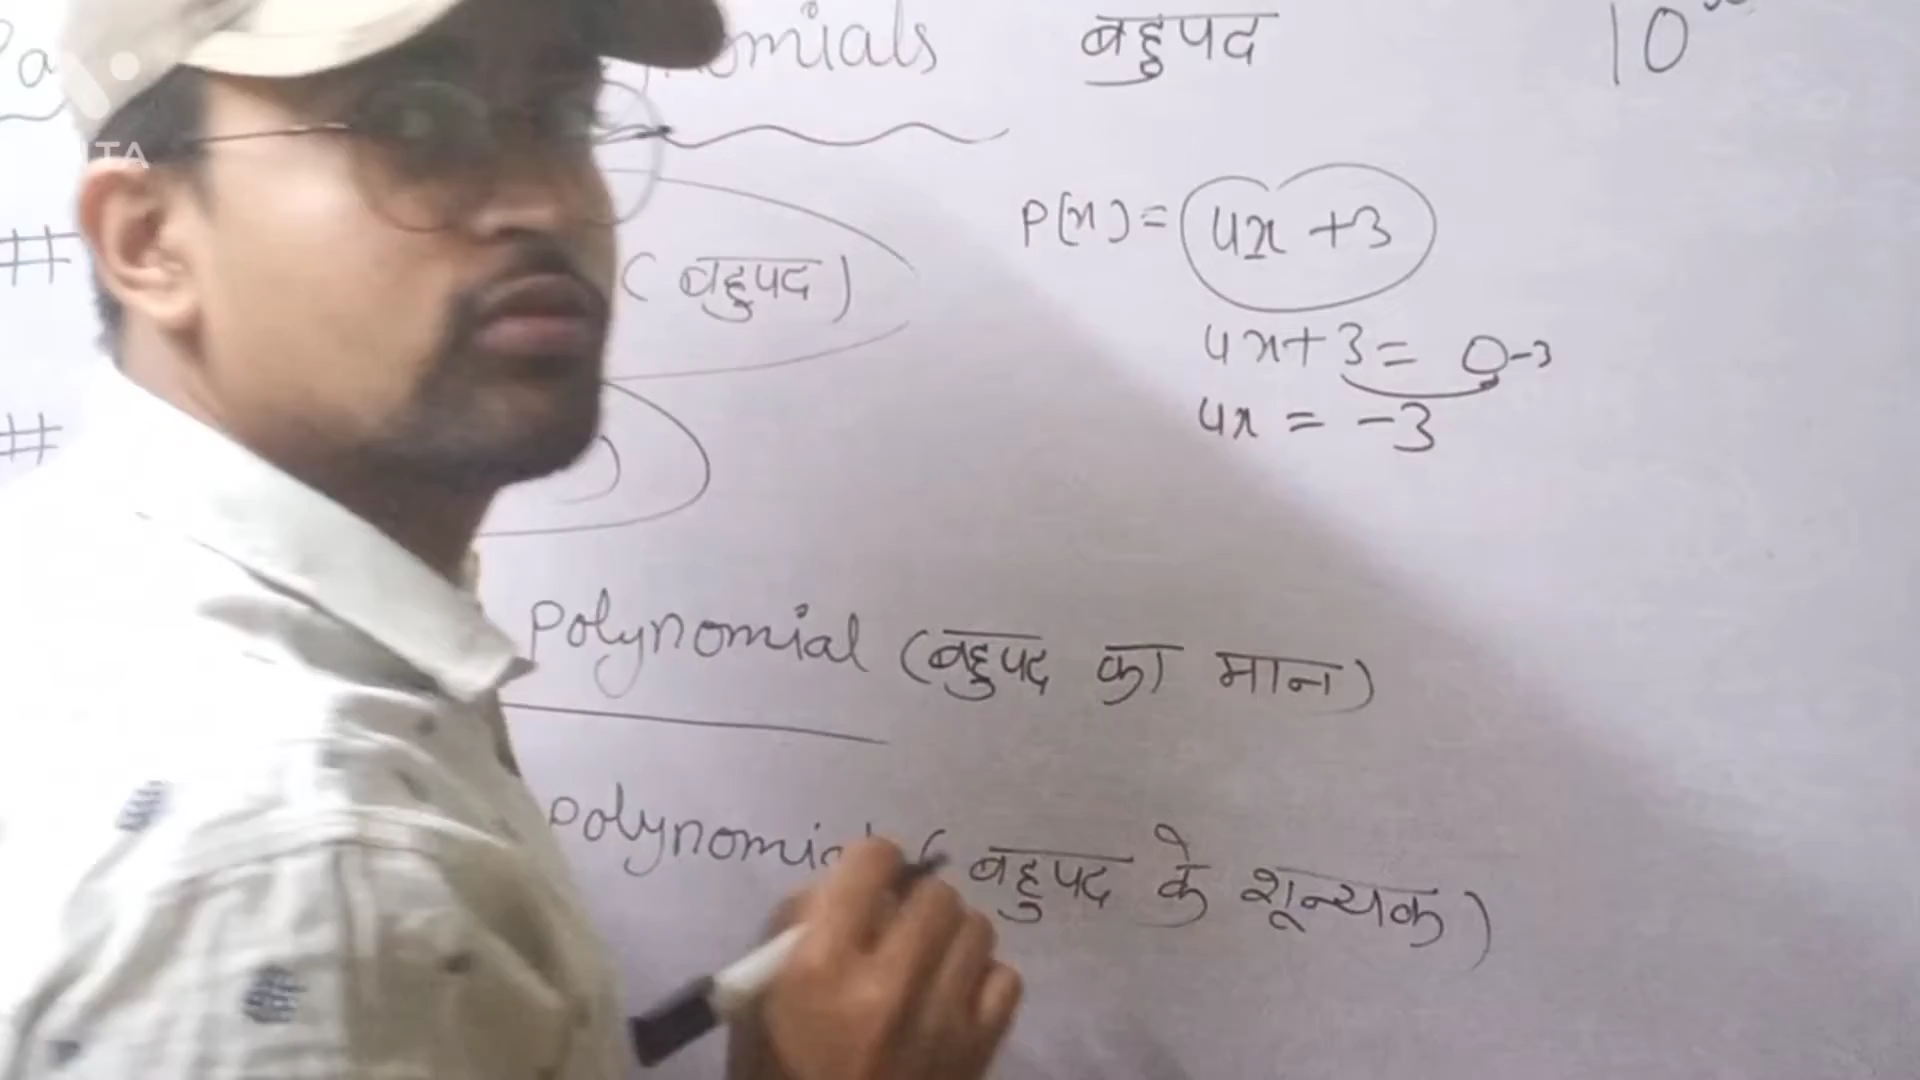 बहुपद 10
P(x) = 4x + 3
# (बहुपद)
4x + 3 = 0 -3
# 4x = -3
Polynomial (बहुपद का मान)
Polynomial (बहुपद के शून्यक)